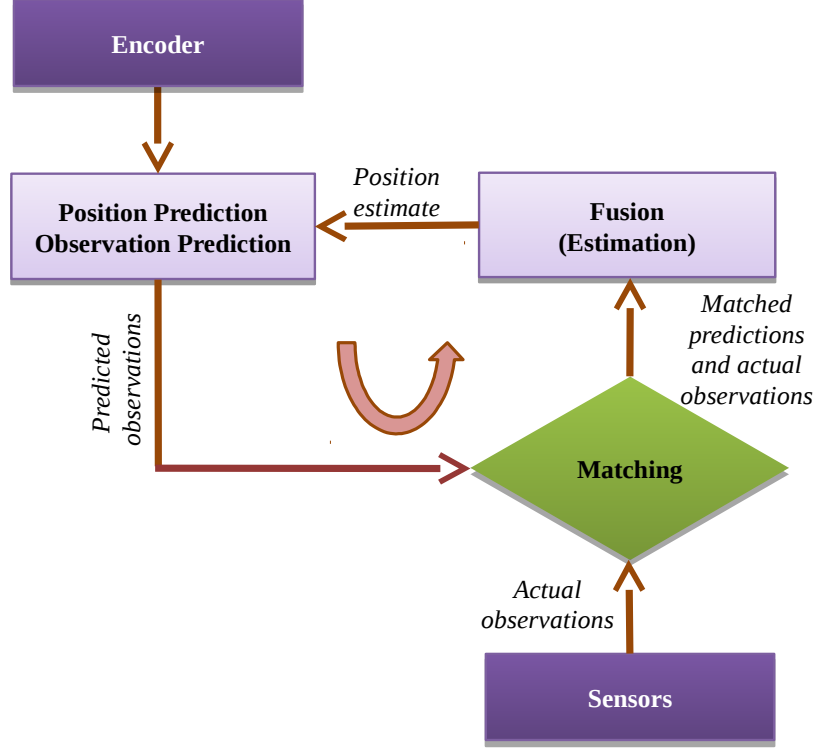 Encoder
Position
estimate
Position Prediction
Observation Prediction
Fusion
(Estimation)
Predicted
observations
Matched
predictions
and actual
observations
Matching
Actual
observations
Sensors